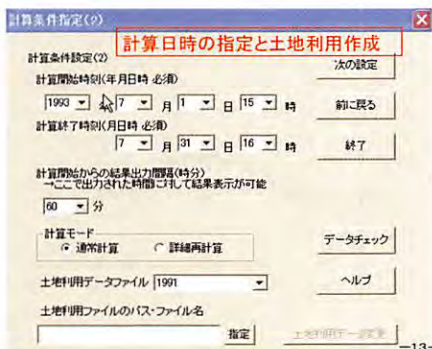 計算条件指定(2)
計算日時の指定と土地利用作成
計算条件設定(2)
次の設定
計算開始時刻(年月日時 必須)
1993 7 月 1 日 15 時
前に戻る
計算終了時刻(月日時 必須)
7 月 31 日 16 時
終了
計算開始からの結果出力間隔(時分)
→ここで出力された時間に対して結果表示が可能
60 分
計算モード
通常計算 詳細再計算
データチェック
土地利用データファイル 1991
ヘルプ
土地利用ファイルのパス・ファイル名
指定
土地利用データ変更
-13-